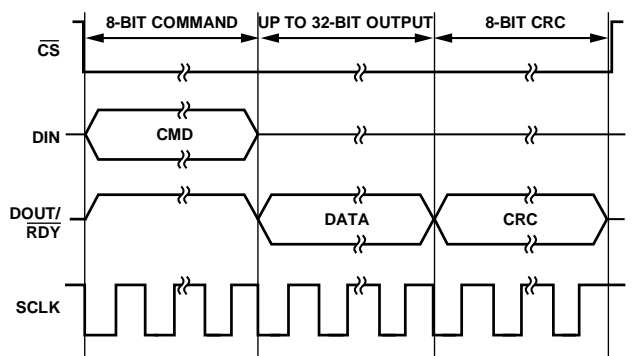 8-BIT COMMAND UP TO 32-BIT OUTPUT 8-BIT CRC
CS
DIN CMD
DOUT/
RDY DATA CRC
SCLK